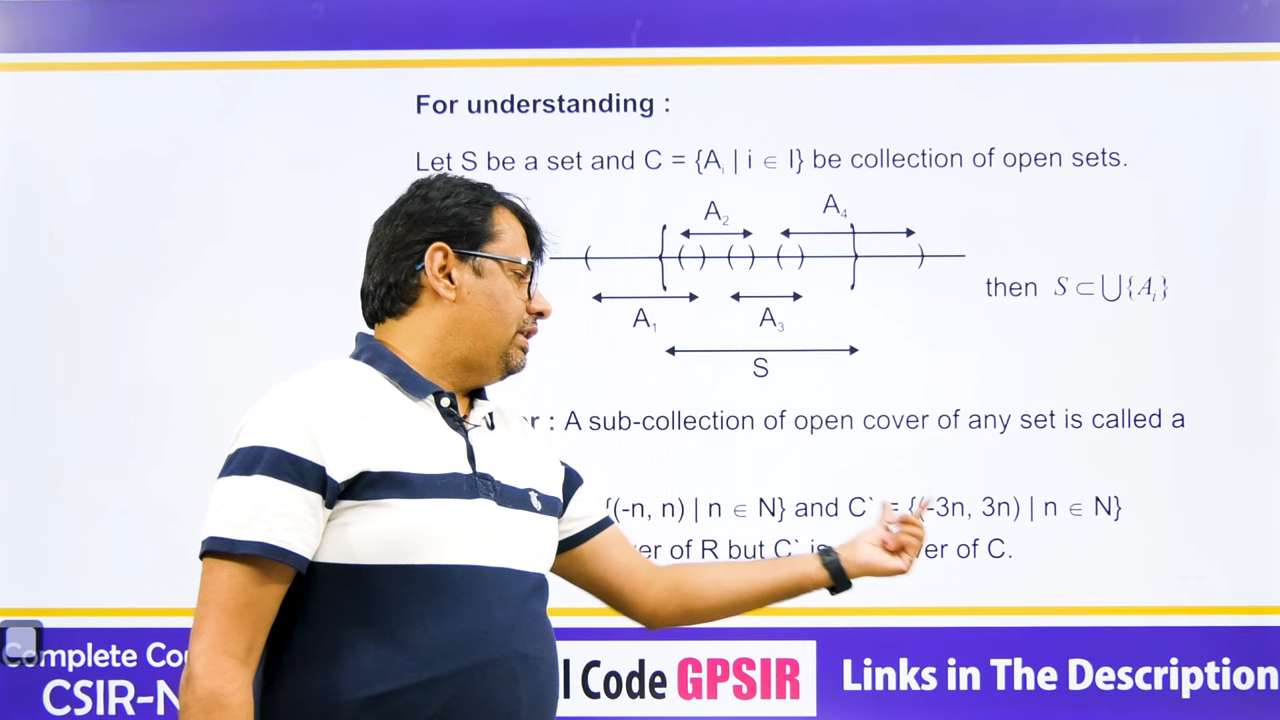 For understanding :
Let S be a set and C = {Aᵢ | i ∈ I} be collection of open sets.
A₂ A₄
( { ( ) ( ) ( ) } )
then S ⊂ ⋃{Aᵢ}
A₁ A₃
S
: A sub-collection of open cover of any set is called a
{(-n, n) | n ∈ N} and C` = {(-3n, 3n) | n ∈ N}
of R but C` is of C.
Complete
CSIR-N
Code GPSIR
Links in The Description